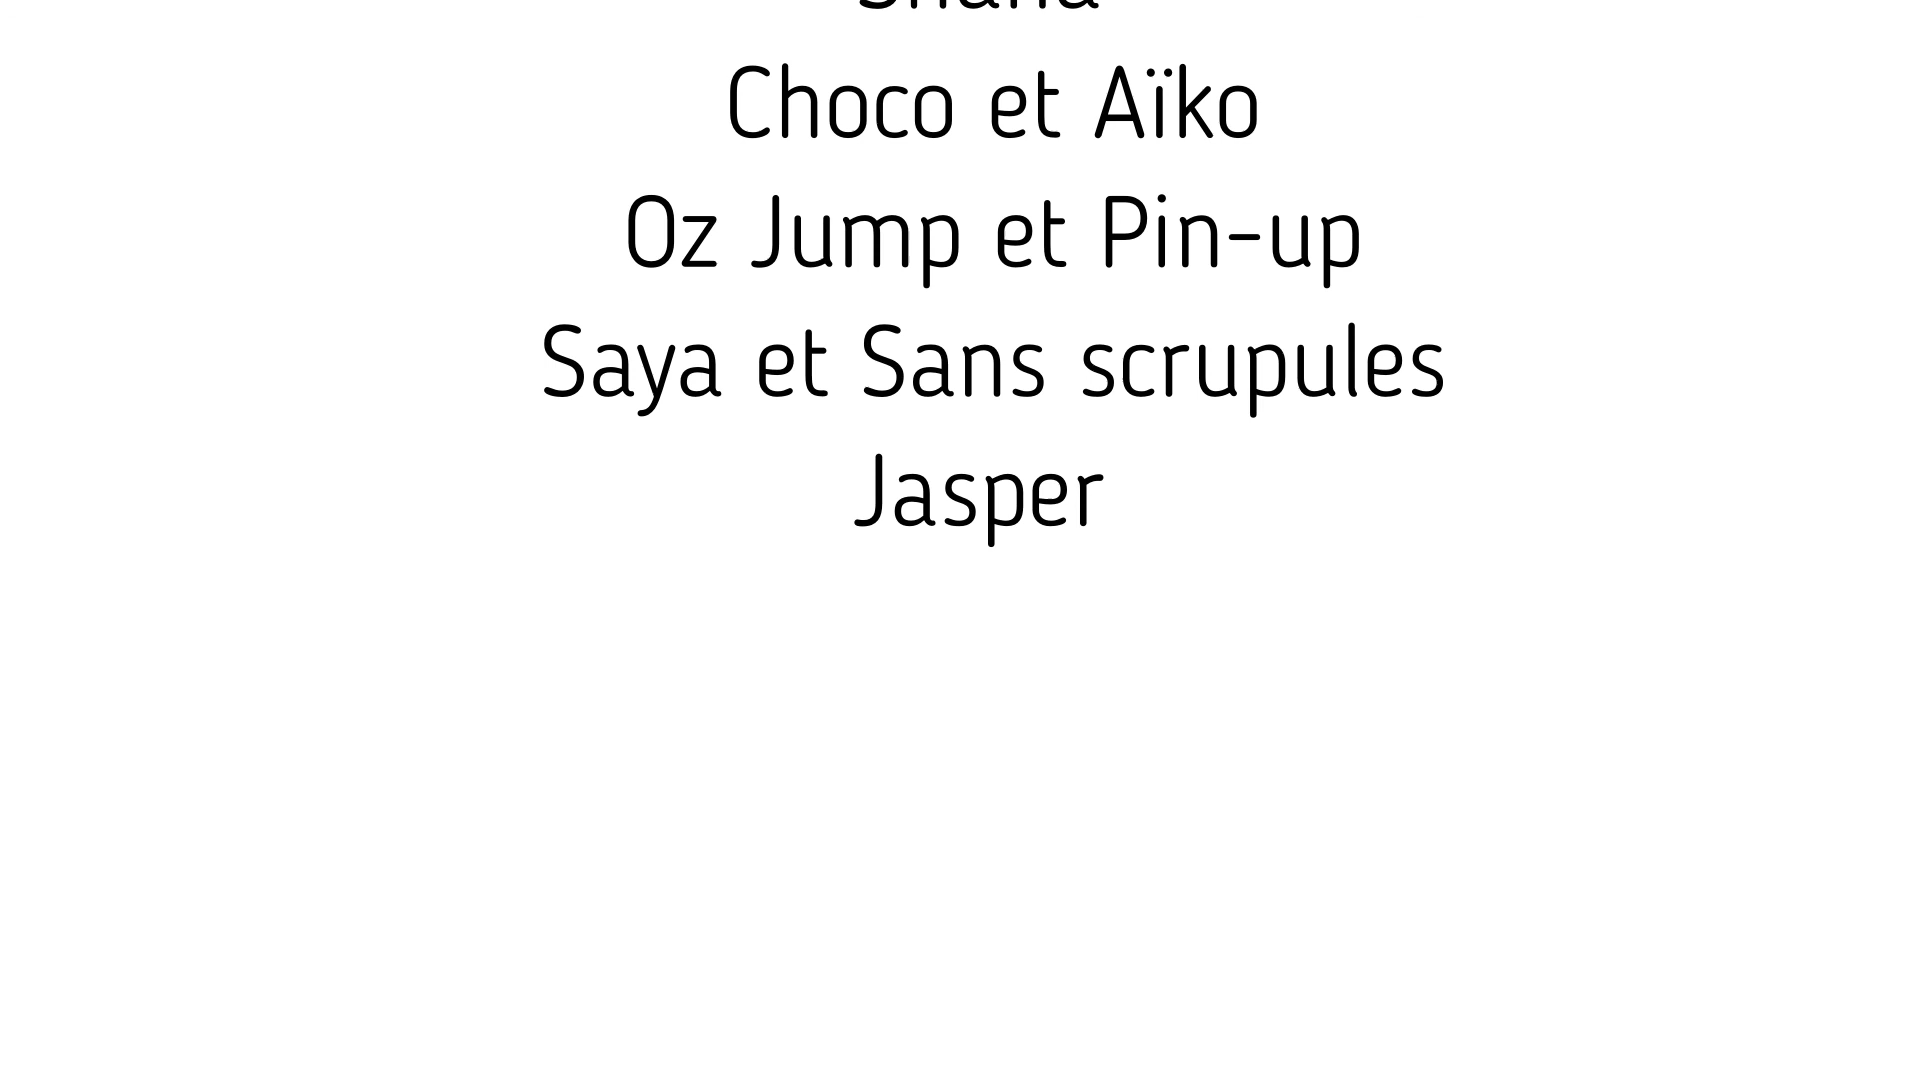 Choco et Aïko
Oz Jump et Pin-up
Saya et Sans scrupules
Jasper